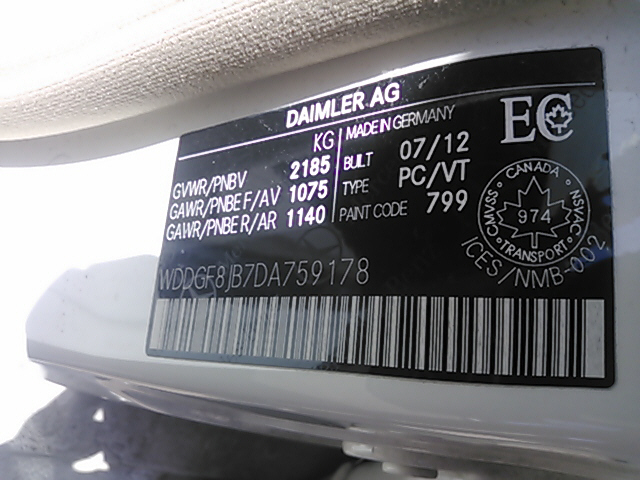 DAIMLER AG
KG
GVWR/PNBV 2185
GAWR/PNBE F/AV 1075
GAWR/PNBE R/AR 1140
MADE IN GERMANY
BUILT 07/12
TYPE PC/VT
PAINT CODE 799
EC
CANADA
CMVSS 974 NSVAC
TRANSPORT
ICES/NMB-002
WDDGF8JB7DA759178